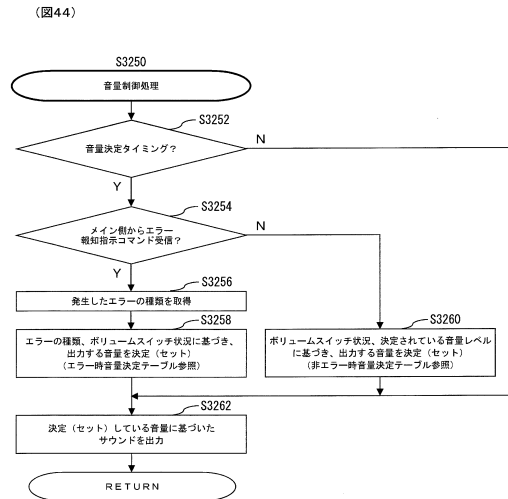 (図44)
S3250
音量制御処理
S3252
音量決定タイミング？
N
Y
S3254
メイン側からエラー
報知指示コマンド受信？
N
Y
S3256
発生したエラーの種類を取得
S3258
エラーの種類、ボリュームスイッチ状況に基づき、
出力する音量を決定（セット）
（エラー時音量決定テーブル参照）
S3260
ボリュームスイッチ状況、決定されている音量レベル
に基づき、出力する音量を決定（セット）
（非エラー時音量決定テーブル参照）
S3262
決定（セット）している音量に基づいた
サウンドを出力
RETURN